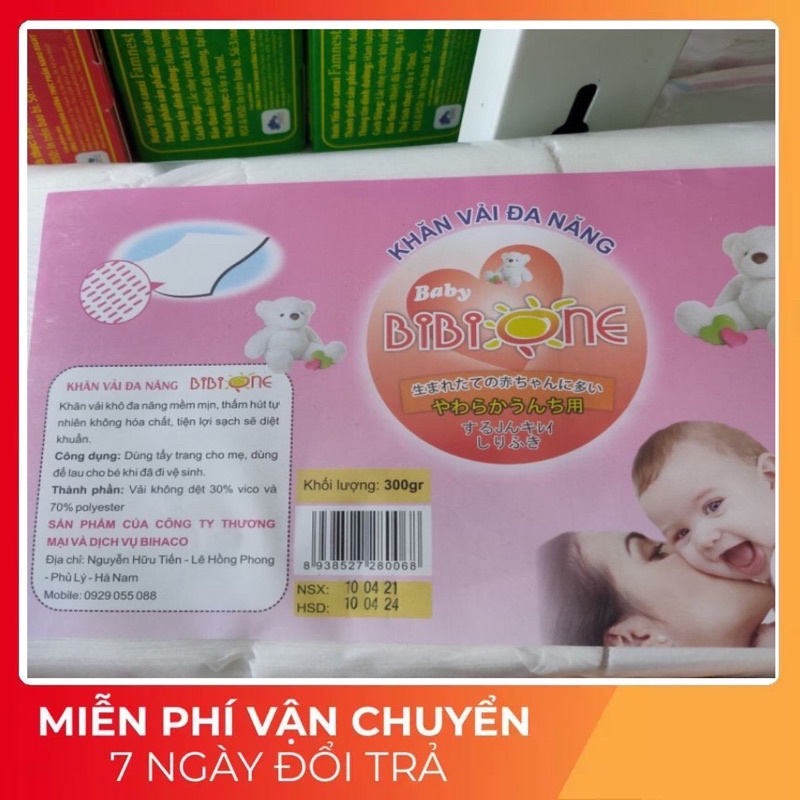 Famnest
KHĂN VẢI ĐA NĂNG
Baby
BiBi ONE
生まれたての赤ちゃんに多い
やわらかうんち用
するりんキレイ
しりふき
KHĂN VẢI ĐA NĂNG BiBi ONE
Khăn vải khô đa năng mềm mịn, thấm hút tự
nhiên không hóa chất, tiện lợi sạch sẽ diệt
khuẩn.
Công dụng: Dùng tẩy trang cho mẹ, dùng
để lau cho bé khi đã đi vệ sinh.
Thành phần: Vải không dệt 30% vico và
70% polyester
SẢN PHẨM CỦA CÔNG TY THƯƠNG
MẠI VÀ DỊCH VỤ BIHACO
Địa chỉ: Nguyễn Hữu Tiến - Lê Hồng Phong
- Phủ Lý - Hà Nam
Mobile: 0929 055 088
Khối lượng: 300gr
8 938527 280068
NSX: 10 04 21
HSD: 10 04 24
MIỄN PHÍ VẬN CHUYỂN
7 NGÀY ĐỔI TRẢ